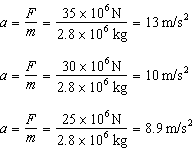 a = F/m = 35 × 10⁶ N / 2.8 × 10⁶ kg = 13 m/s²
a = F/m = 30 × 10⁶ N / 2.8 × 10⁶ kg = 10 m/s²
a = F/m = 25 × 10⁶ N / 2.8 × 10⁶ kg = 8.9 m/s²